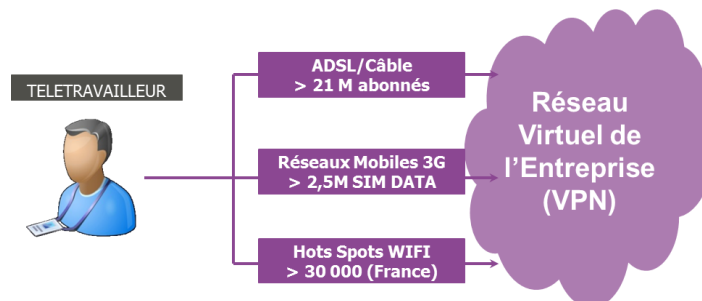 TELETRAVAILLEUR
ADSL/Câble
> 21 M abonnés
Réseaux Mobiles 3G
> 2,5M SIM DATA
Hots Spots WIFI
> 30 000 (France)
Réseau
Virtuel de
l’Entreprise
(VPN)